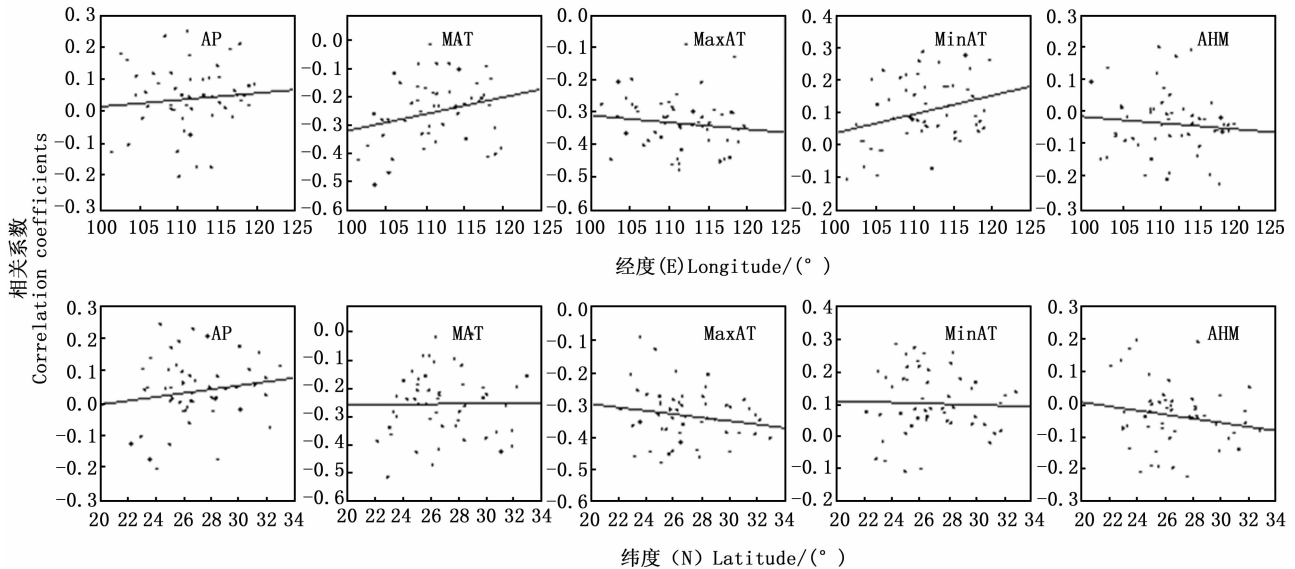 相关系数
Correlation coefficients
0.3
0.2
0.1
0.0
-0.1
-0.2
-0.3
AP
100 105 110 115 120 125
0.0
-0.1
-0.2
-0.3
-0.4
-0.5
-0.6
MAT
100 105 110 115 120 125
-0.0
-0.1
-0.2
-0.3
-0.4
-0.5
-0.6
MaxAT
100 105 110 115 120 125
0.4
0.3
0.2
0.1
0.0
-0.1
-0.2
MinAT
100 105 110 115 120 125
0.3
0.2
0.1
-0.0
-0.1
-0.2
-0.3
AHM
100 105 110 115 120 125
经度(E)Longitude/(°)
0.3
0.2
0.1
0.0
-0.1
-0.2
-0.3
AP
20 22 24 26 28 30 32 34
0.0
-0.1
-0.2
-0.3
-0.4
-0.5
-0.6
MAT
20 22 24 26 28 30 32 34
-0.0
-0.1
-0.2
-0.3
-0.4
-0.5
-0.6
MaxAT
20 22 24 26 28 30 32 34
0.4
0.3
0.2
0.1
0.0
-0.1
-0.2
MinAT
20 22 24 26 28 30 32 34
0.3
0.2
0.1
-0.0
-0.1
-0.2
-0.3
AHM
20 22 24 26 28 30 32 34
纬度（N）Latitude/(°)